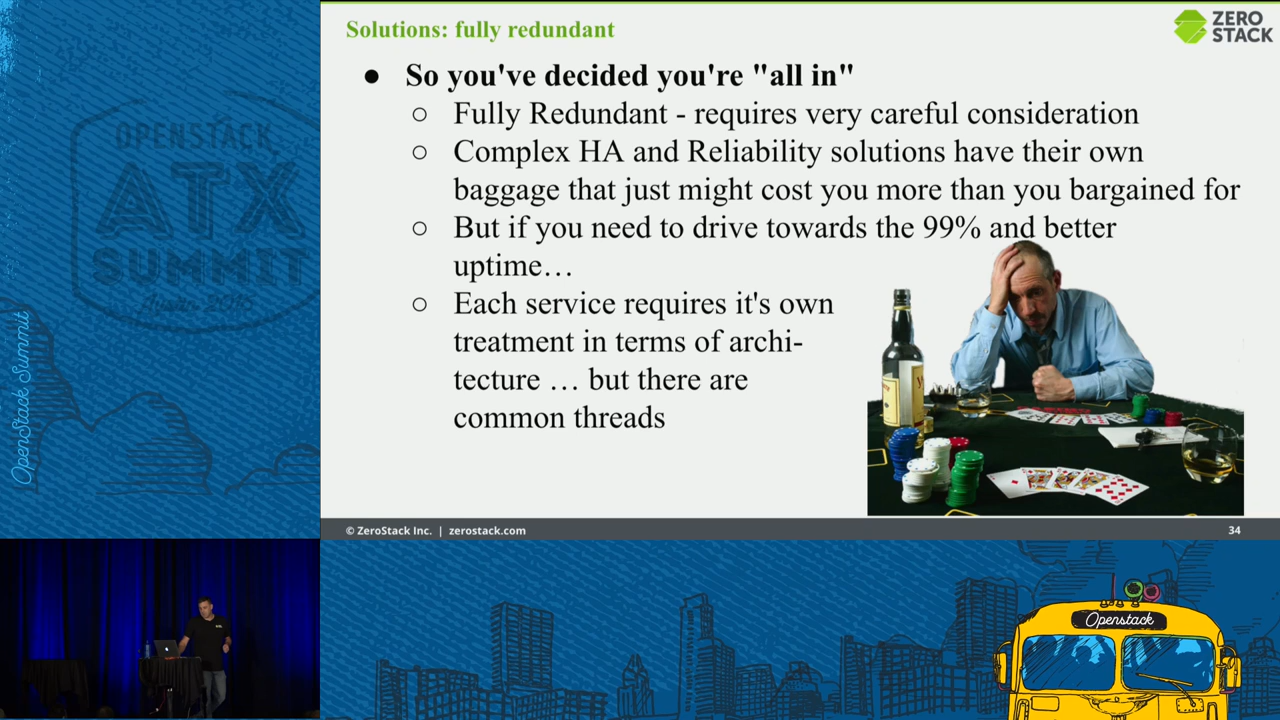 Solutions: fully redundant
ZERO
STACK
● So you've decided you're "all in"
○ Fully Redundant - requires very careful consideration
○ Complex HA and Reliability solutions have their own
baggage that just might cost you more than you bargained for
○ But if you need to drive towards the 99% and better
uptime…
○ Each service requires it's own
treatment in terms of archi-
tecture … but there are
common threads
© ZeroStack Inc. | zerostack.com
34
OPENSTACK
ATX
SUMMIT
OpenStack Summit
Openstack